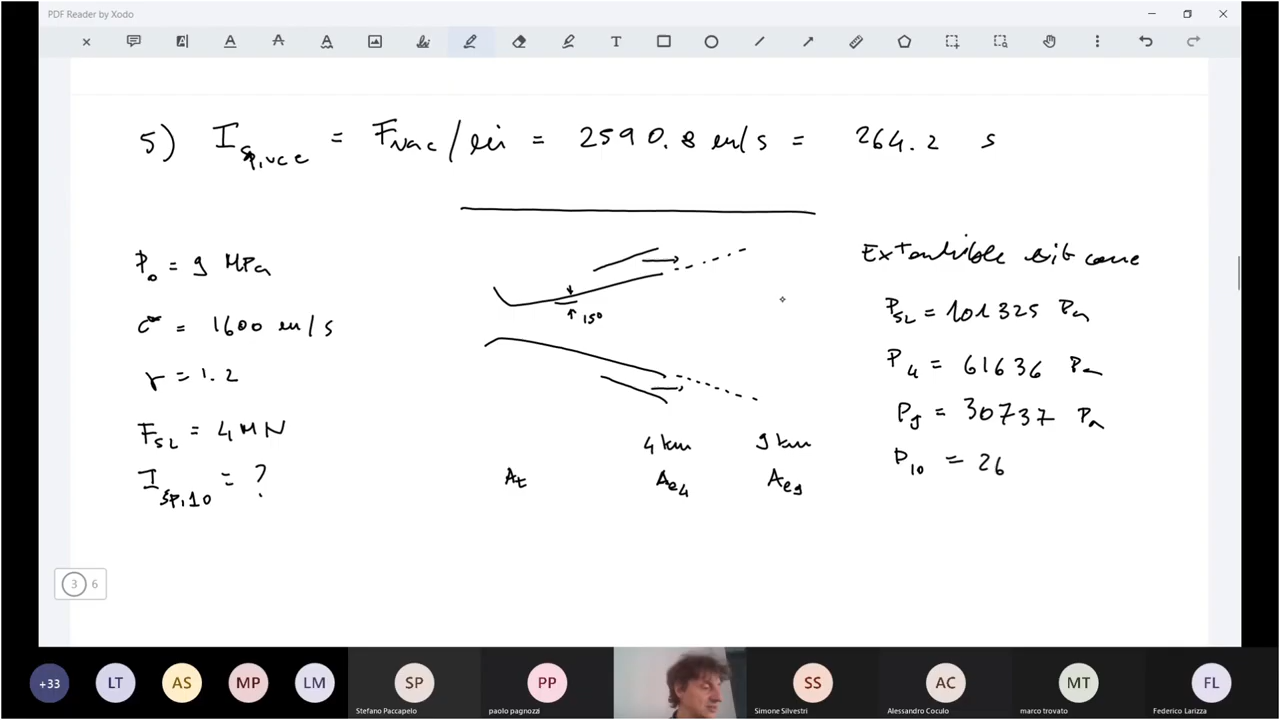 PDF Reader by Xodo
5) I_sp,vac = F_vac/ṁ = 2590.8 m/s = 264.2 s
P_0 = 9 MPa
c* = 1600 m/s
γ = 1.2
F_SL = 4 MN
I_sp,10 = ?
15°
4 km 9 km
A_t A_e4 A_e9
Extendible exit cone
P_SL = 101325 Pa
P_4 = 61636 Pa
P_9 = 30737 Pa
P_10 = 26
3 6
+33 LT AS MP LM SP PP SS AC MT FL
Stefano Paccapelo paolo pagnozzi Simone Silvestri Alessandro Coculo marco trovato Federico Larizza